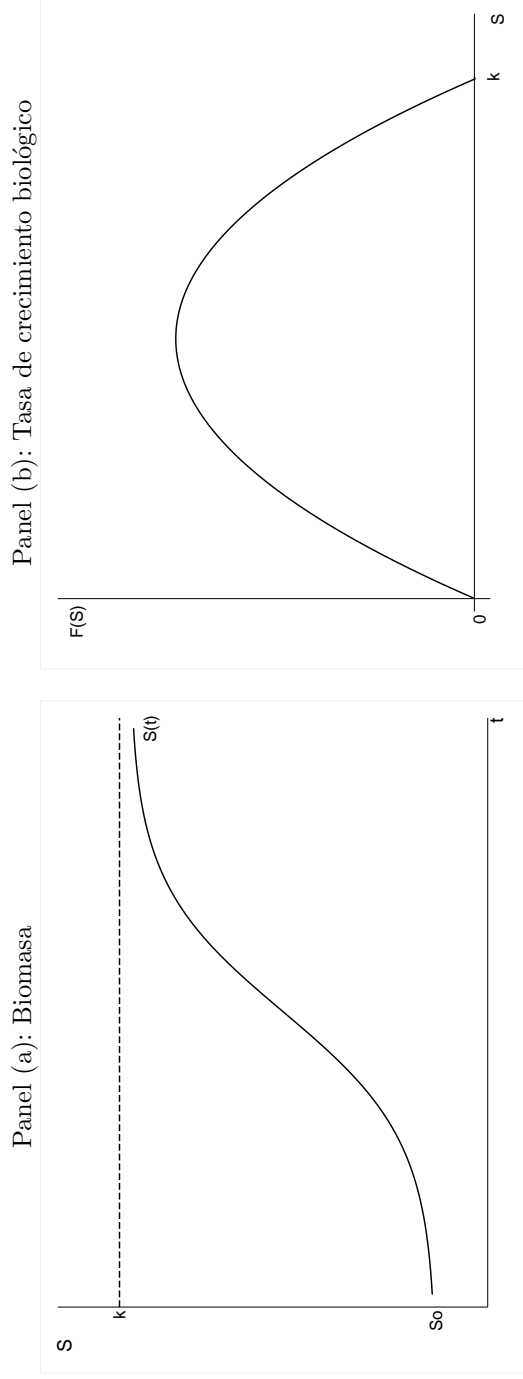 Panel (a): Biomasa
S
k
S(t)
So
t
Panel (b): Tasa de crecimiento biológico
F(S)
0
k
S